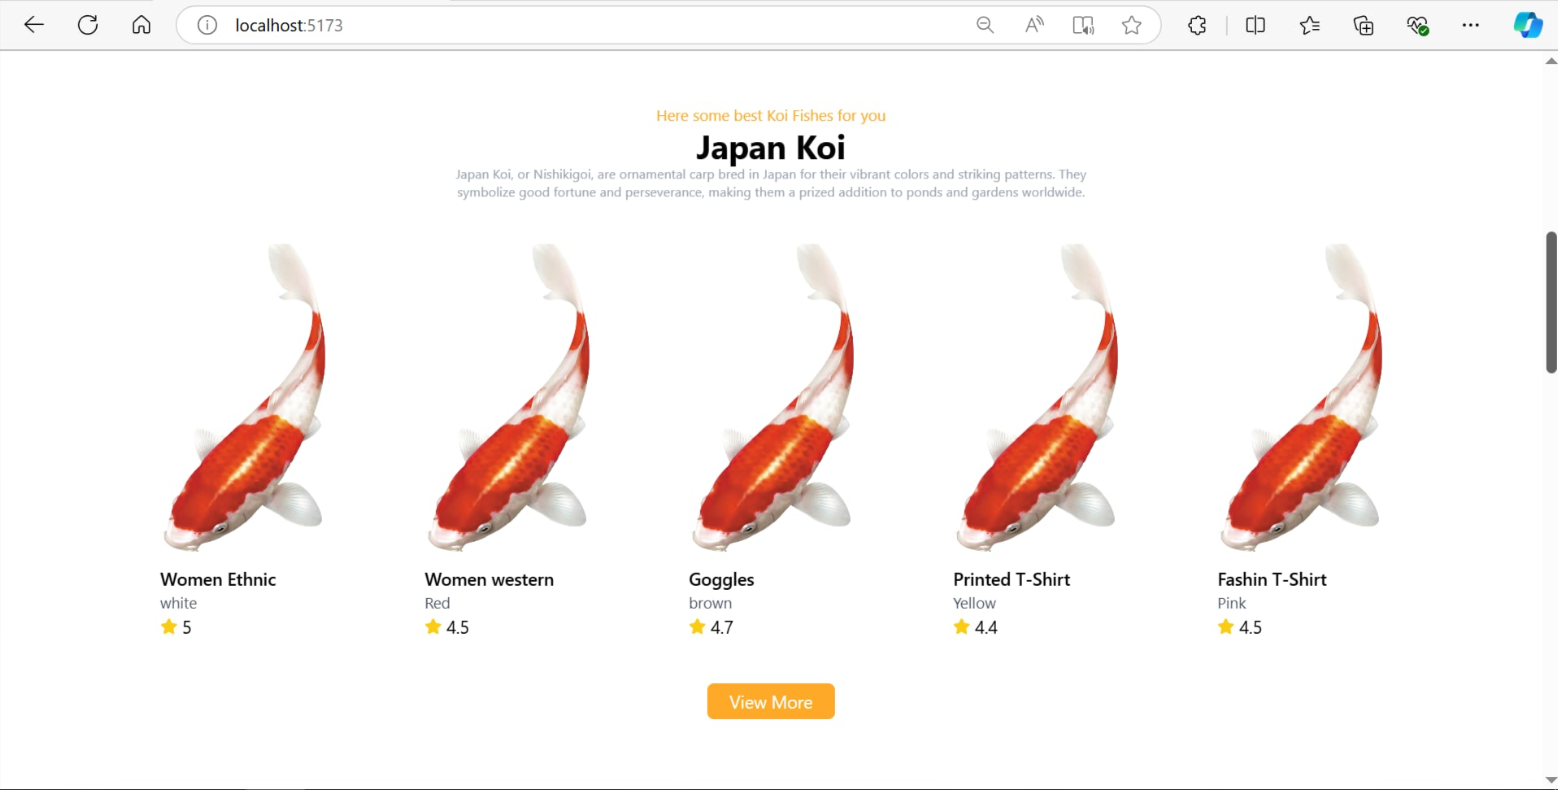 localhost:5173
Here some best Koi Fishes for you
Japan Koi
Japan Koi, or Nishikigoi, are ornamental carp bred in Japan for their vibrant colors and striking patterns. They
symbolize good fortune and perseverance, making them a prized addition to ponds and gardens worldwide.
Women Ethnic
white
5
Women western
Red
4.5
Goggles
brown
4.7
Printed T-Shirt
Yellow
4.4
Fashin T-Shirt
Pink
4.5
View More